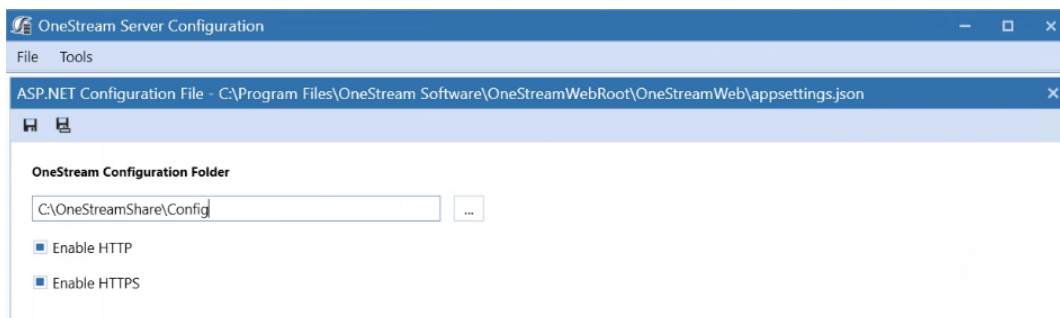 OneStream Server Configuration
File Tools
ASP.NET Configuration File - C:\Program Files\OneStream Software\OneStreamWebRoot\OneStreamWeb\appsettings.json
OneStream Configuration Folder
C:\OneStreamShare\Config
...
Enable HTTP
Enable HTTPS